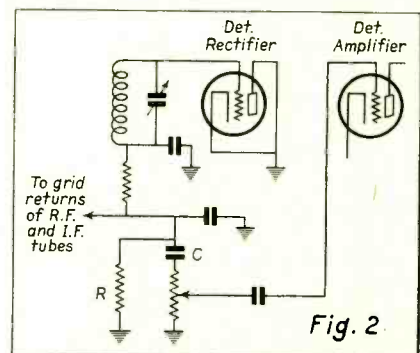 Det.
Rectifier
Det.
Amplifier
To grid
returns
of R.F.
and I.F.
tubes
C
R
Fig. 2